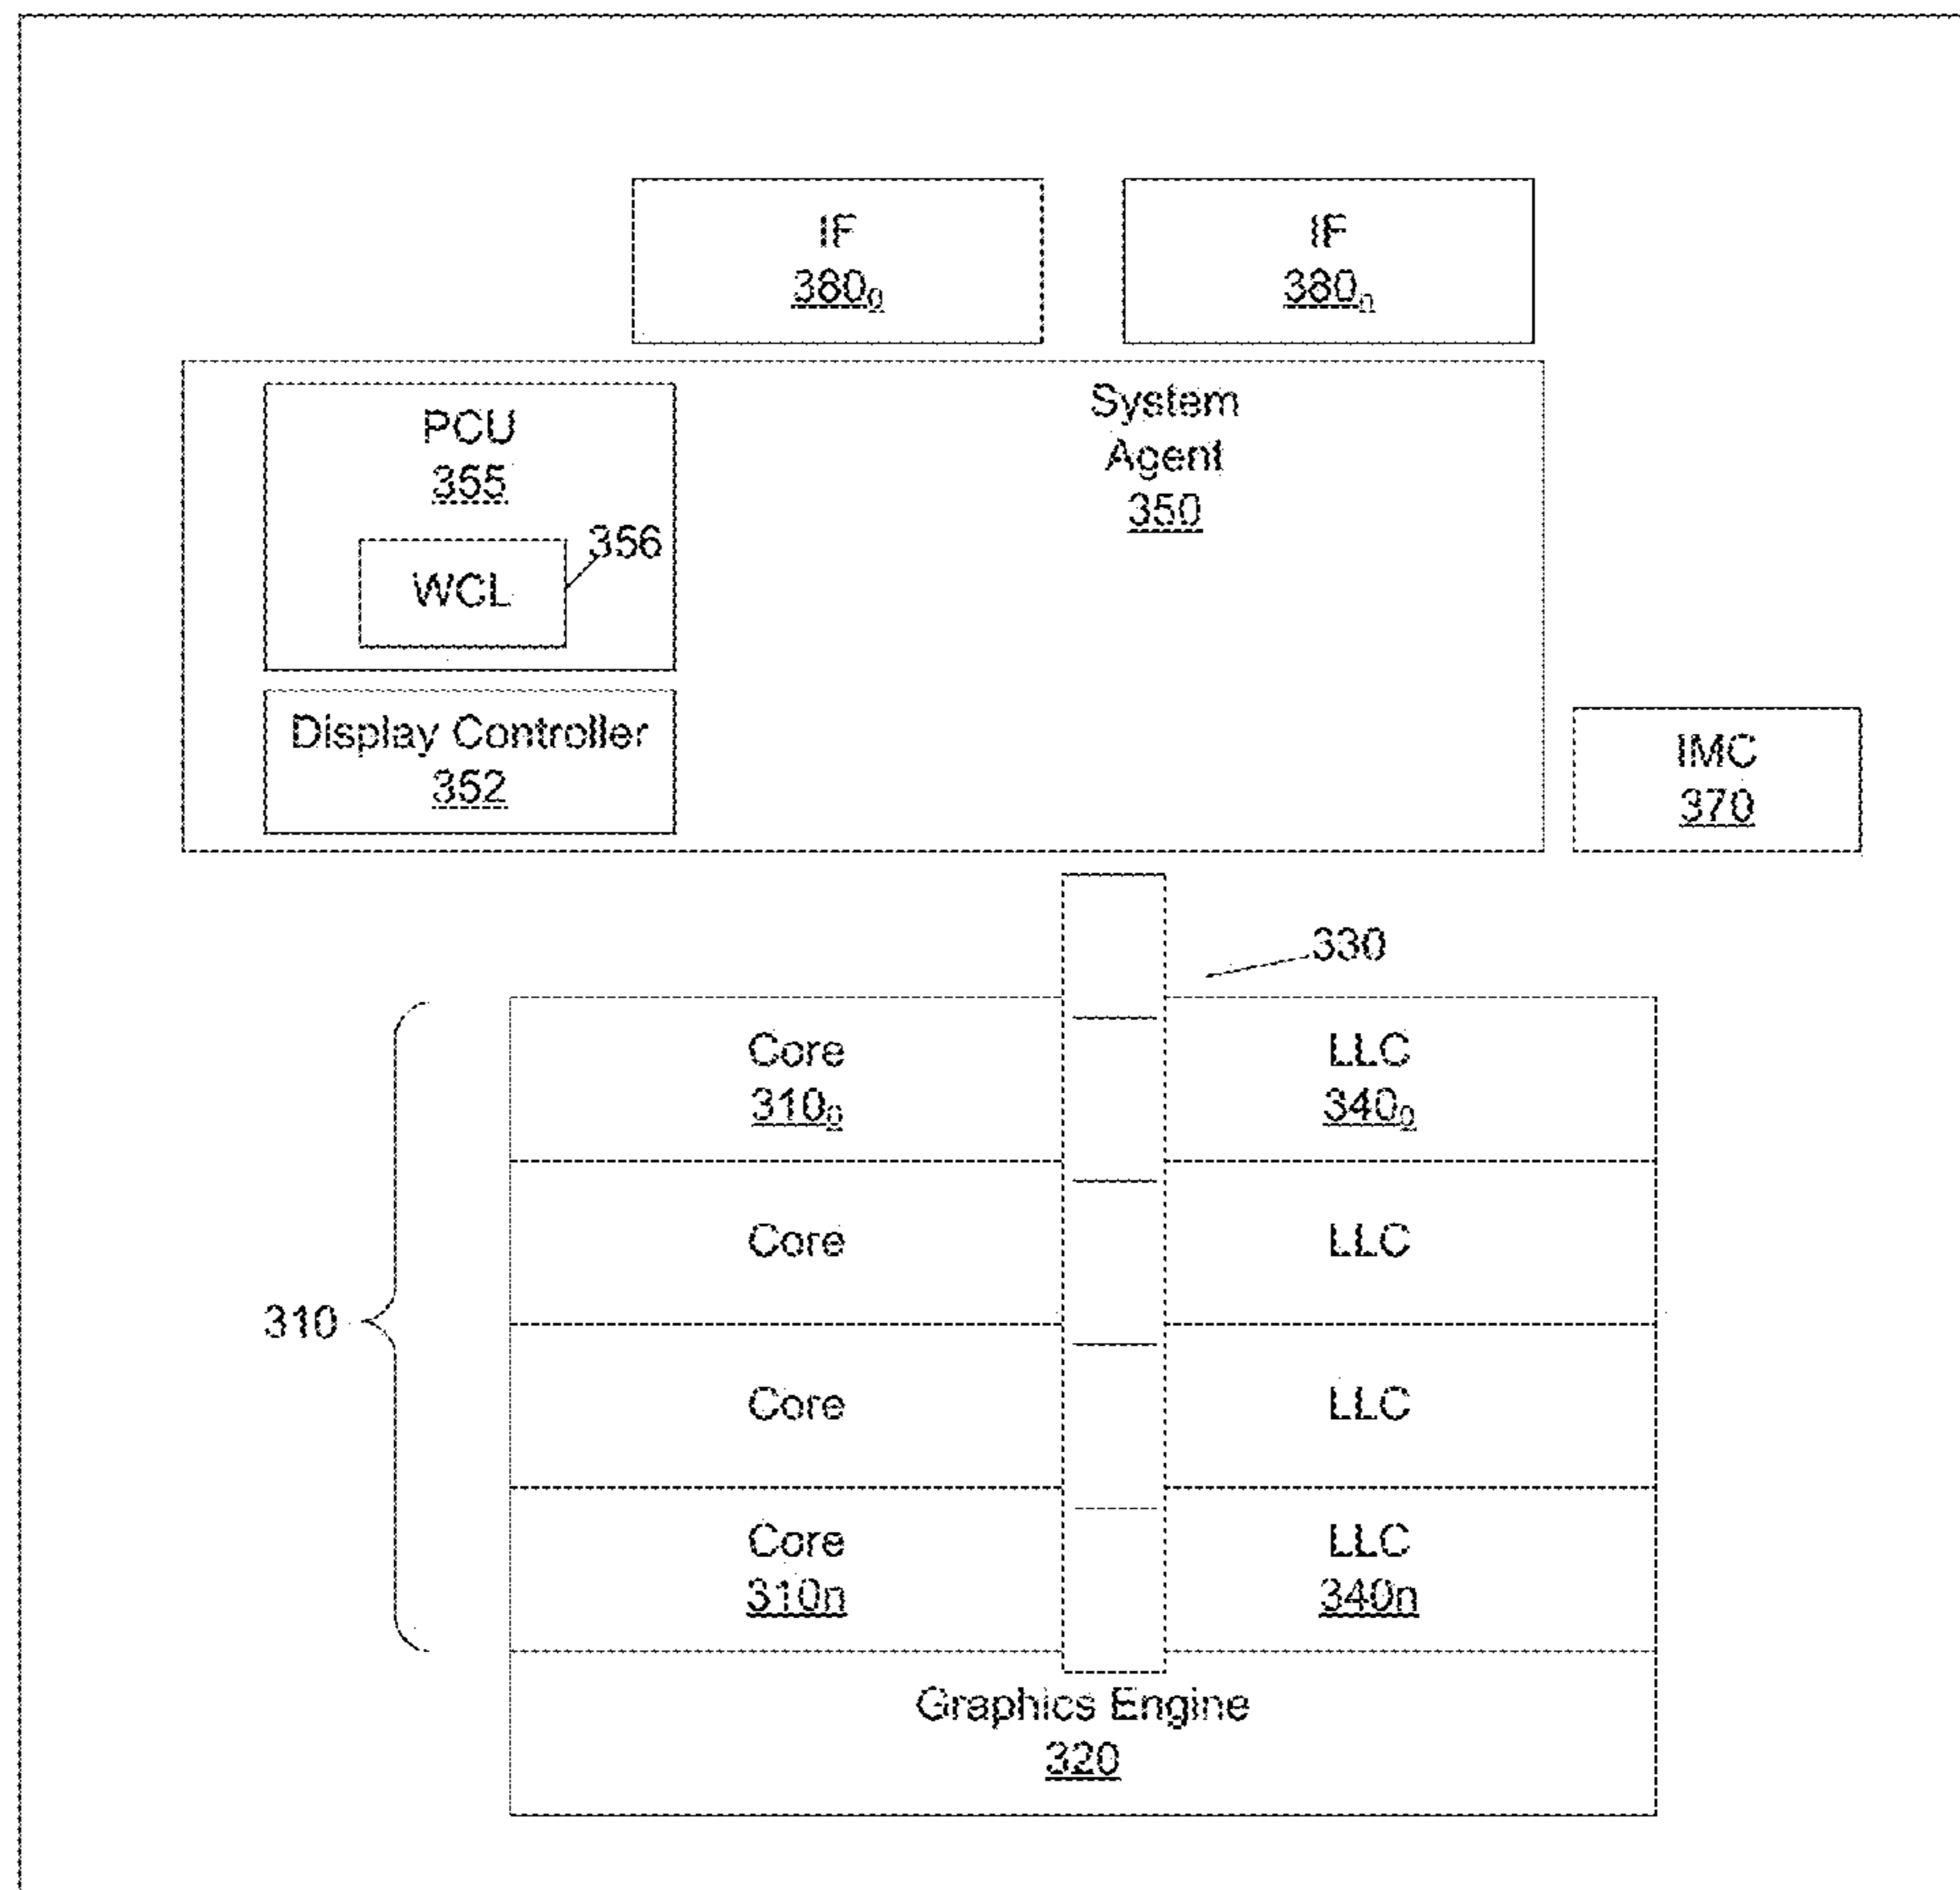 IF
380₀
IF
380ₙ
PCU
355
356
WCL
System
Agent
350
Display Controller
352
IMC
370
330
310
Core
310₀
LLC
340₀
Core
LLC
Core
LLC
Core
310n
LLC
340n
Graphics Engine
320